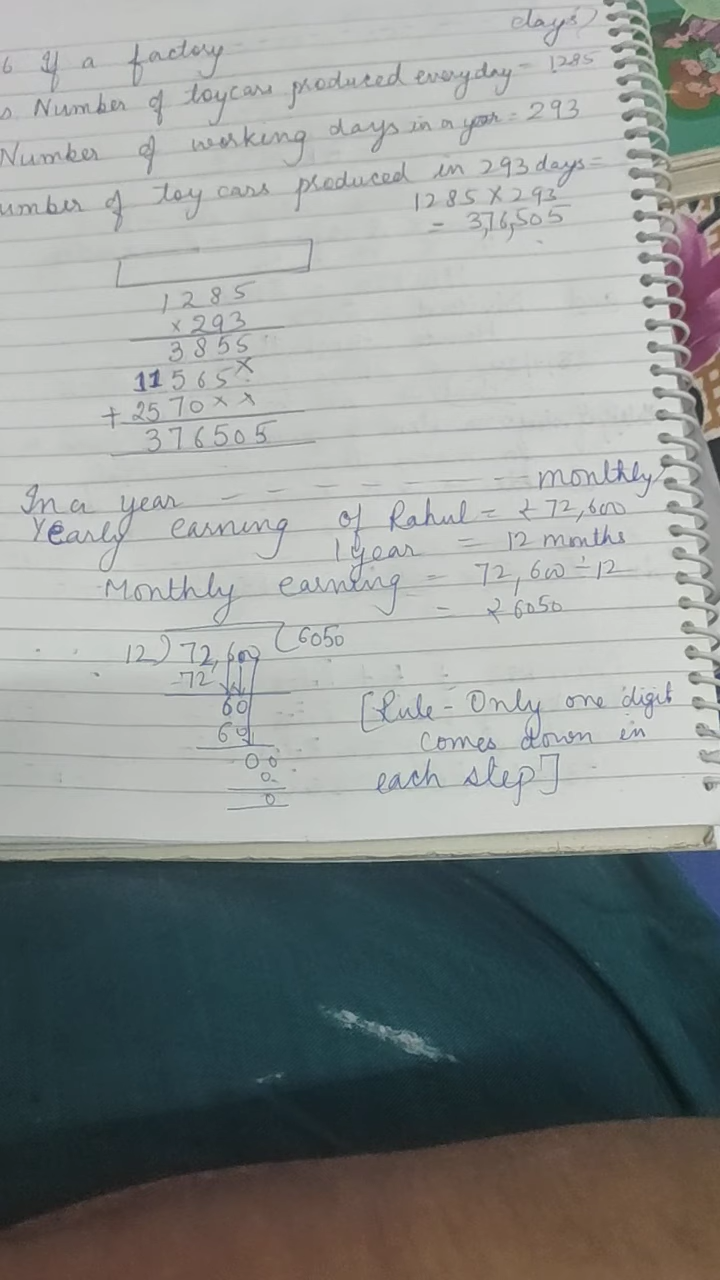 days)
6 If a factory
s. Number of toycars produced everyday = 1285
Number of working days in a year = 293
umber of toy cars produced in 293 days =
1285 × 293
= 3,76,505
1285
× 293
3855
11565×
+ 2570××
376505
In a year - - - - - - - monthly
Yearly earning of Rahul = ₹ 72,600
1 year = 12 months
Monthly earning = 72,600 ÷ 12
= ₹ 6050
12) 72,600 (6050
-72
60
60
00
0
0
[Rule - Only one digit
comes down in
each step]